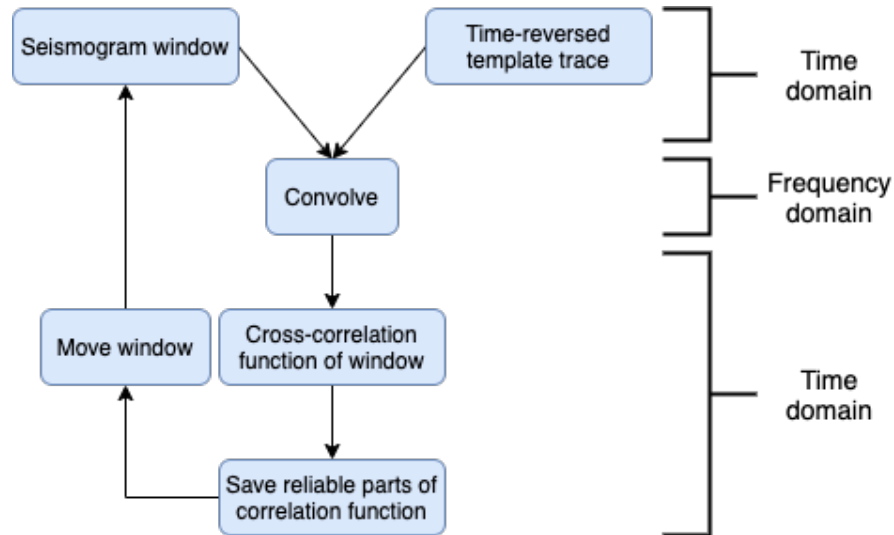 Seismogram window
Time-reversed
template trace
Time
domain
Convolve
Frequency
domain
Move window
Cross-correlation
function of window
Time
domain
Save reliable parts of
correlation function